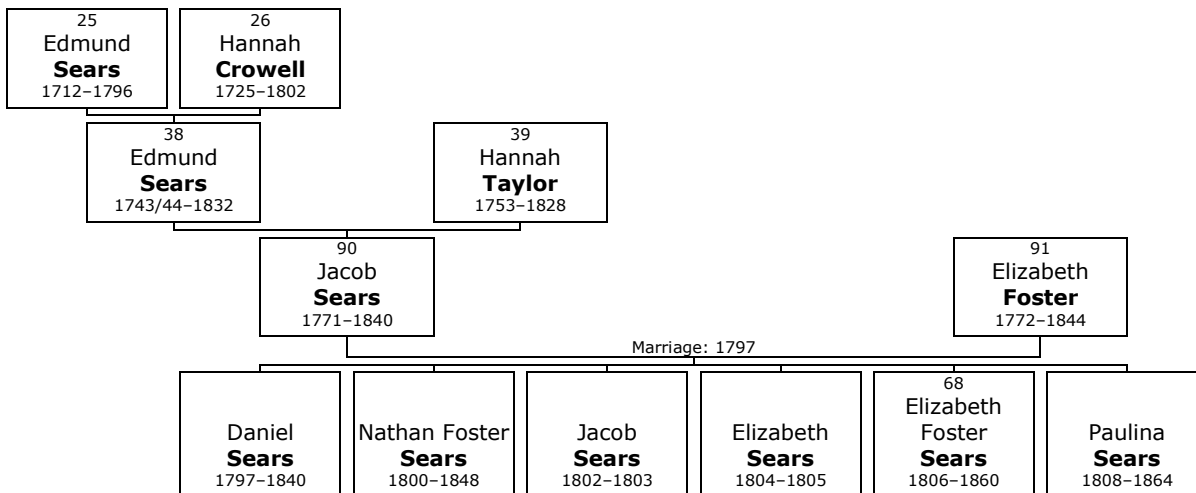 25
Edmund
Sears
1712–1796
26
Hannah
Crowell
1725–1802
38
Edmund
Sears
1743/44–1832
39
Hannah
Taylor
1753–1828
90
Jacob
Sears
1771–1840
91
Elizabeth
Foster
1772–1844
Marriage: 1797
Daniel
Sears
1797–1840
Nathan Foster
Sears
1800–1848
Jacob
Sears
1802–1803
Elizabeth
Sears
1804–1805
68
Elizabeth
Foster
Sears
1806–1860
Paulina
Sears
1808–1864